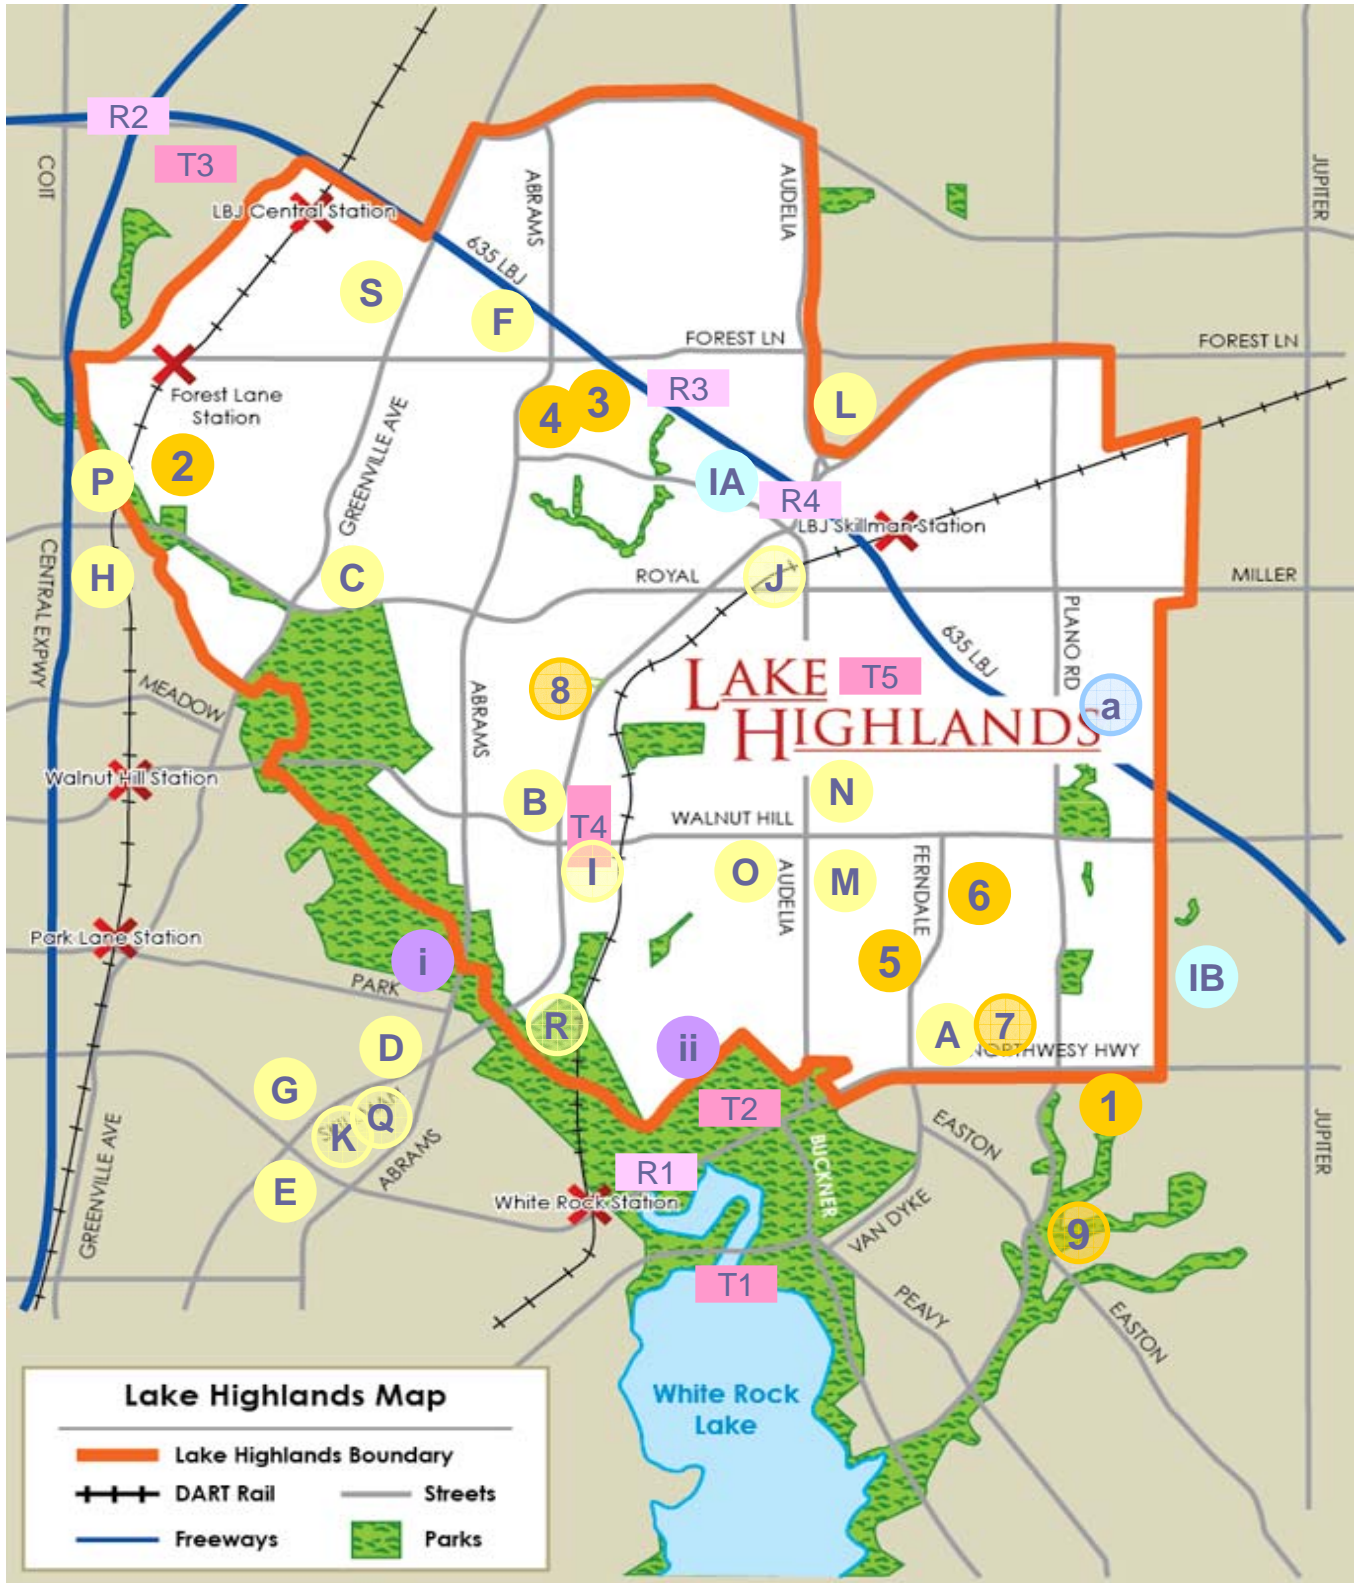 R2
T3
COIT
ABRAMS
AUDELIA
JUPITER
LBJ Central Station
635 LBJ
S
F
FOREST LN
FOREST LN
Forest Lane
Station
GREENVILLE AVE
4
3
R3
L
2
P
IA
R4
LBJ Skillman Station
CENTRAL EXPWY
H
C
ROYAL
J
MILLER
PLANO RD
635 LBJ
MEADOW
ABRAMS
8
LAKE
HIGHLANDS
T5
a
Walnut Hill Station
B
T4
WALNUT HILL
N
I
O
AUDELIA
M
FERNDALE
6
Park Lane Station
i
5
IB
PARK
R
ii
A
7
NORTHWESY HWY
D
G
T2
1
K
Q
E
ABRAMS
GREENVILLE AVE
EASTON
BUCKNER
JUPITER
R1
White Rock Station
VAN DYKE
9
T1
PEAVY
EASTON
White Rock
Lake
Lake Highlands Map
Lake Highlands Boundary
DART Rail
Streets
Freeways
Parks